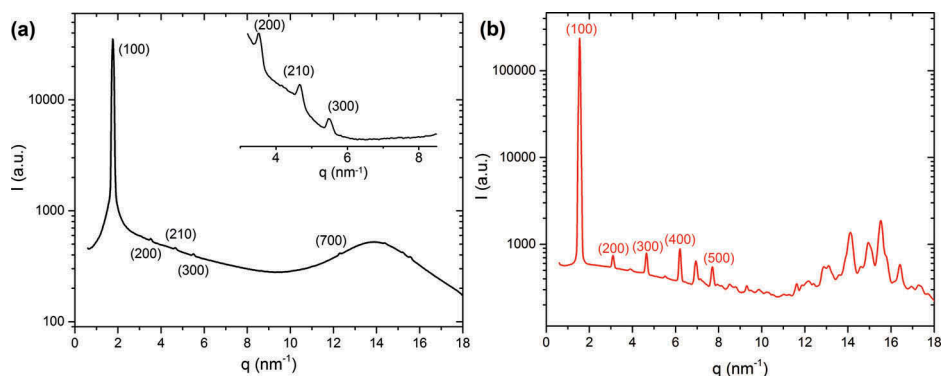 (a)
(100)
(200)
(210)
(300)
4
6
8
q (nm⁻¹)
(210)
(200)
(300)
(700)
10000
1000
100
I (a.u.)
0 2 4 6 8 10 12 14 16 18
q (nm⁻¹)
(b)
(100)
(200)
(300)
(400)
(500)
100000
10000
1000
I (a.u.)
0 2 4 6 8 10 12 14 16 18
q (nm⁻¹)